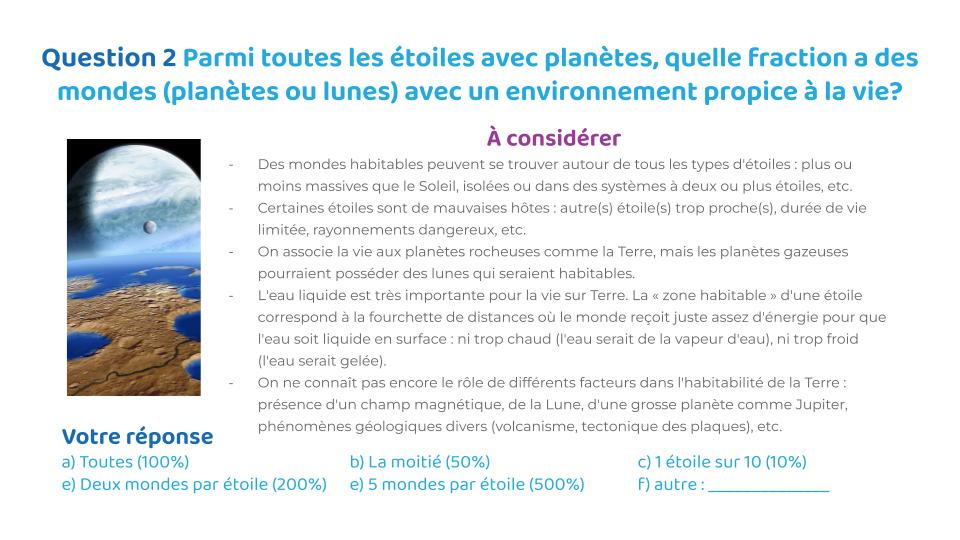 Question 2 Parmi toutes les étoiles avec planètes, quelle fraction a des
mondes (planètes ou lunes) avec un environnement propice à la vie?
À considérer
- Des mondes habitables peuvent se trouver autour de tous les types d'étoiles : plus ou
moins massives que le Soleil, isolées ou dans des systèmes à deux ou plus étoiles, etc.
- Certaines étoiles sont de mauvaises hôtes : autre(s) étoile(s) trop proche(s), durée de vie
limitée, rayonnements dangereux, etc.
- On associe la vie aux planètes rocheuses comme la Terre, mais les planètes gazeuses
pourraient posséder des lunes qui seraient habitables.
- L'eau liquide est très importante pour la vie sur Terre. La « zone habitable » d'une étoile
correspond à la fourchette de distances où le monde reçoit juste assez d'énergie pour que
l'eau soit liquide en surface : ni trop chaud (l'eau serait de la vapeur d'eau), ni trop froid
(l'eau serait gelée).
- On ne connaît pas encore le rôle de différents facteurs dans l'habitabilité de la Terre :
présence d'un champ magnétique, de la Lune, d'une grosse planète comme Jupiter,
phénomènes géologiques divers (volcanisme, tectonique des plaques), etc.
Votre réponse
a) Toutes (100%) b) La moitié (50%) c) 1 étoile sur 10 (10%)
e) Deux mondes par étoile (200%) e) 5 mondes par étoile (500%) f) autre : ______________